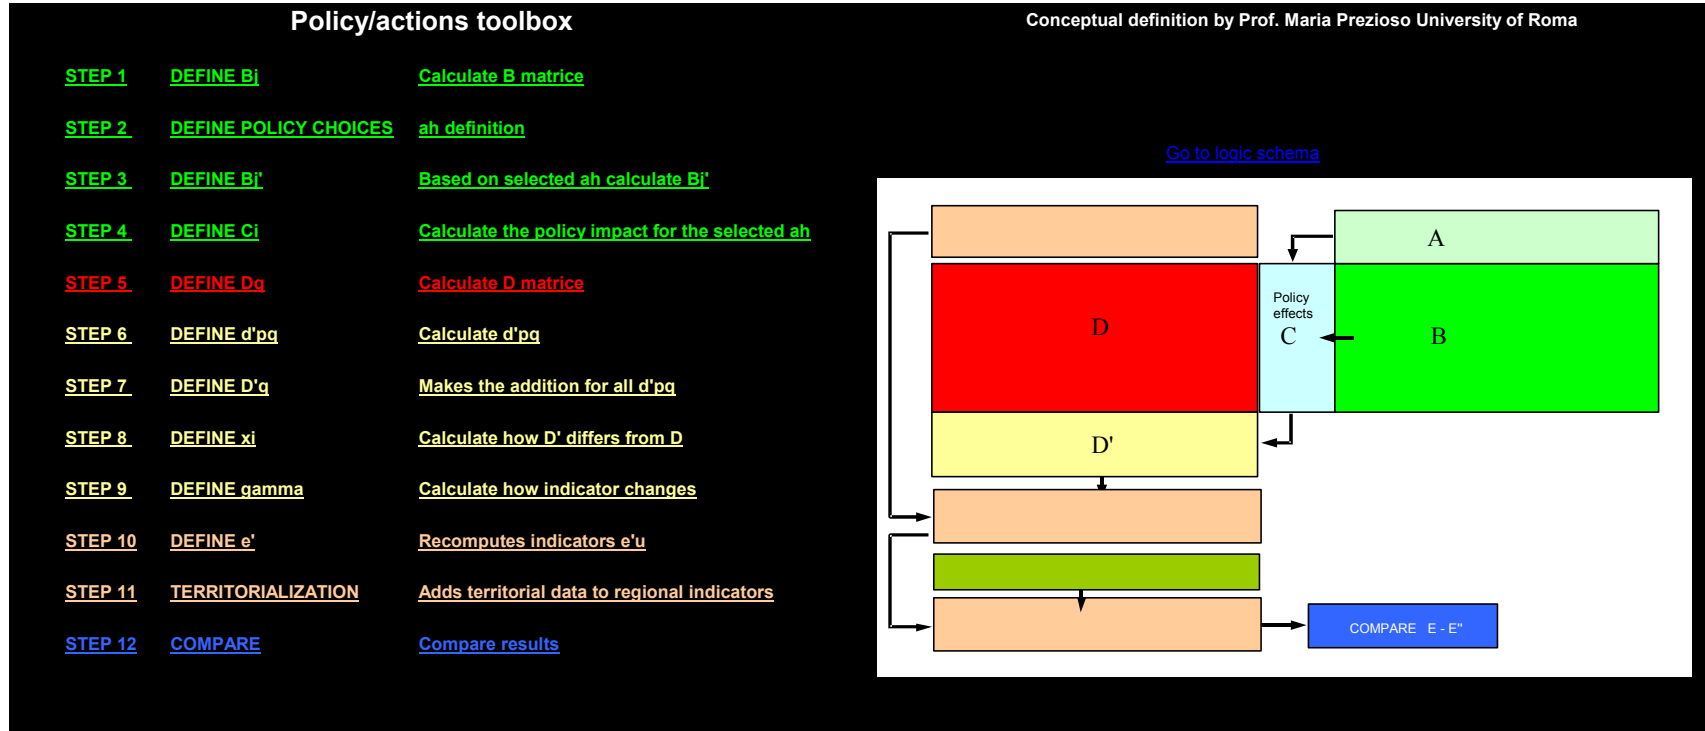 Policy/actions toolbox
Conceptual definition by Prof. Maria Prezioso University of Roma
STEP 1 DEFINE Bj Calculate B matrice
STEP 2 DEFINE POLICY CHOICES ah definition
Go to logic schema
STEP 3 DEFINE Bj' Based on selected ah calculate Bj'
STEP 4 DEFINE Ci Calculate the policy impact for the selected ah
STEP 5 DEFINE Dq Calculate D matrice
STEP 6 DEFINE d'pq Calculate d'pq
STEP 7 DEFINE D'q Makes the addition for all d'pq
STEP 8 DEFINE xi Calculate how D' differs from D
STEP 9 DEFINE gamma Calculate how indicator changes
STEP 10 DEFINE e' Recomputes indicators e'u
STEP 11 TERRITORIALIZATION Adds territorial data to regional indicators
STEP 12 COMPARE Compare results
A
Policy
effects
D
C
B
D'
COMPARE E - E"